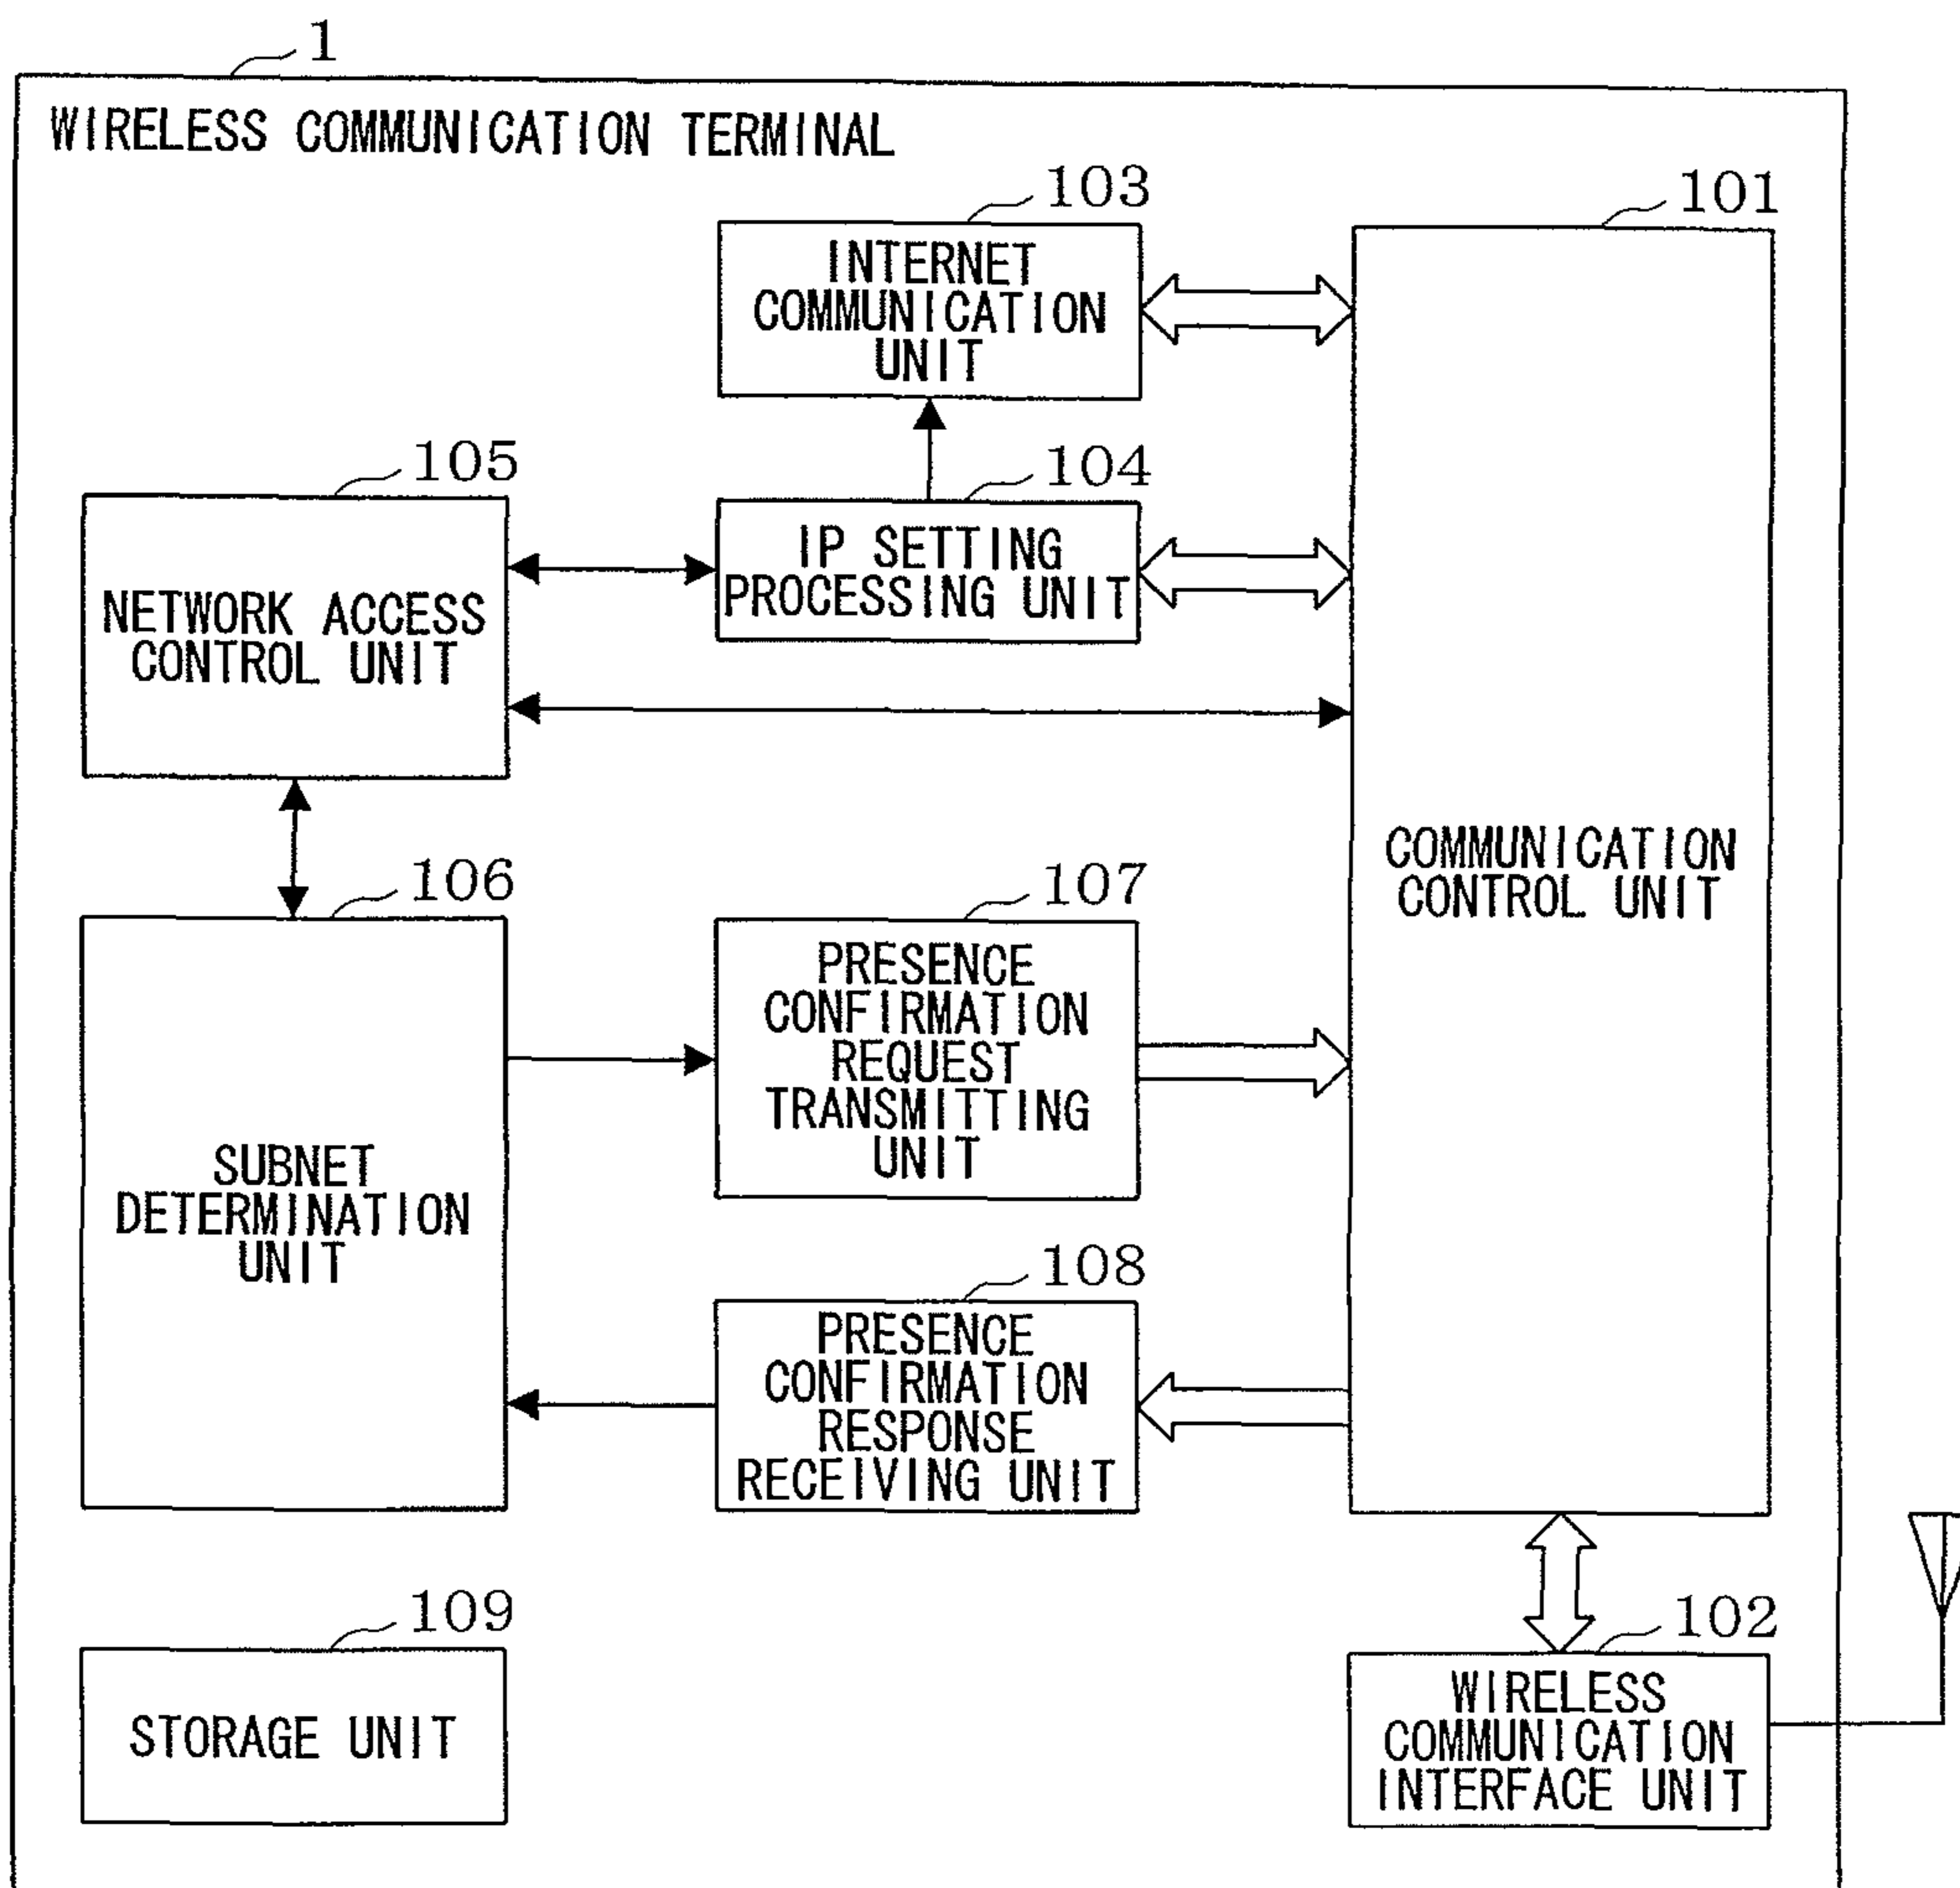 1
WIRELESS COMMUNICATION TERMINAL
103
INTERNET
COMMUNICATION
UNIT
101
COMMUNICATION
CONTROL UNIT
105
NETWORK ACCESS
CONTROL UNIT
104
IP SETTING
PROCESSING UNIT
106
SUBNET
DETERMINATION
UNIT
107
PRESENCE
CONFIRMATION
REQUEST
TRANSMITTING
UNIT
108
PRESENCE
CONFIRMATION
RESPONSE
RECEIVING UNIT
109
STORAGE UNIT
102
WIRELESS
COMMUNICATION
INTERFACE UNIT